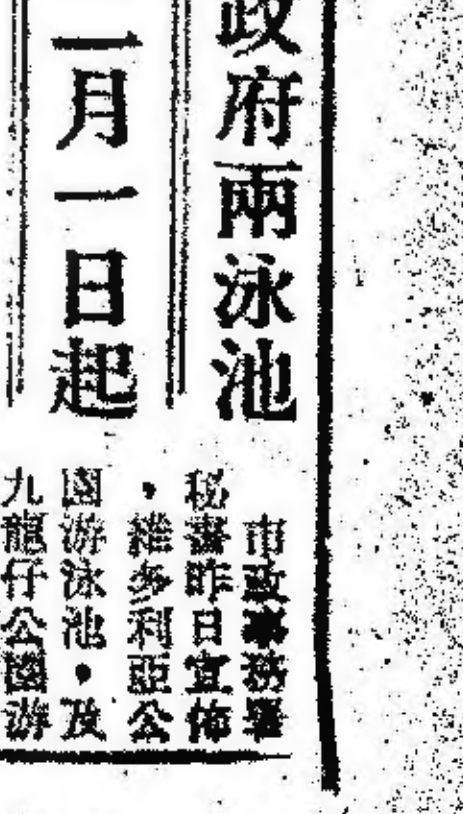 政府兩泳池
一月一日起
市政事務署
秘書昨日宣佈
，維多利亞公
園游泳池，及
九龍仔公園游